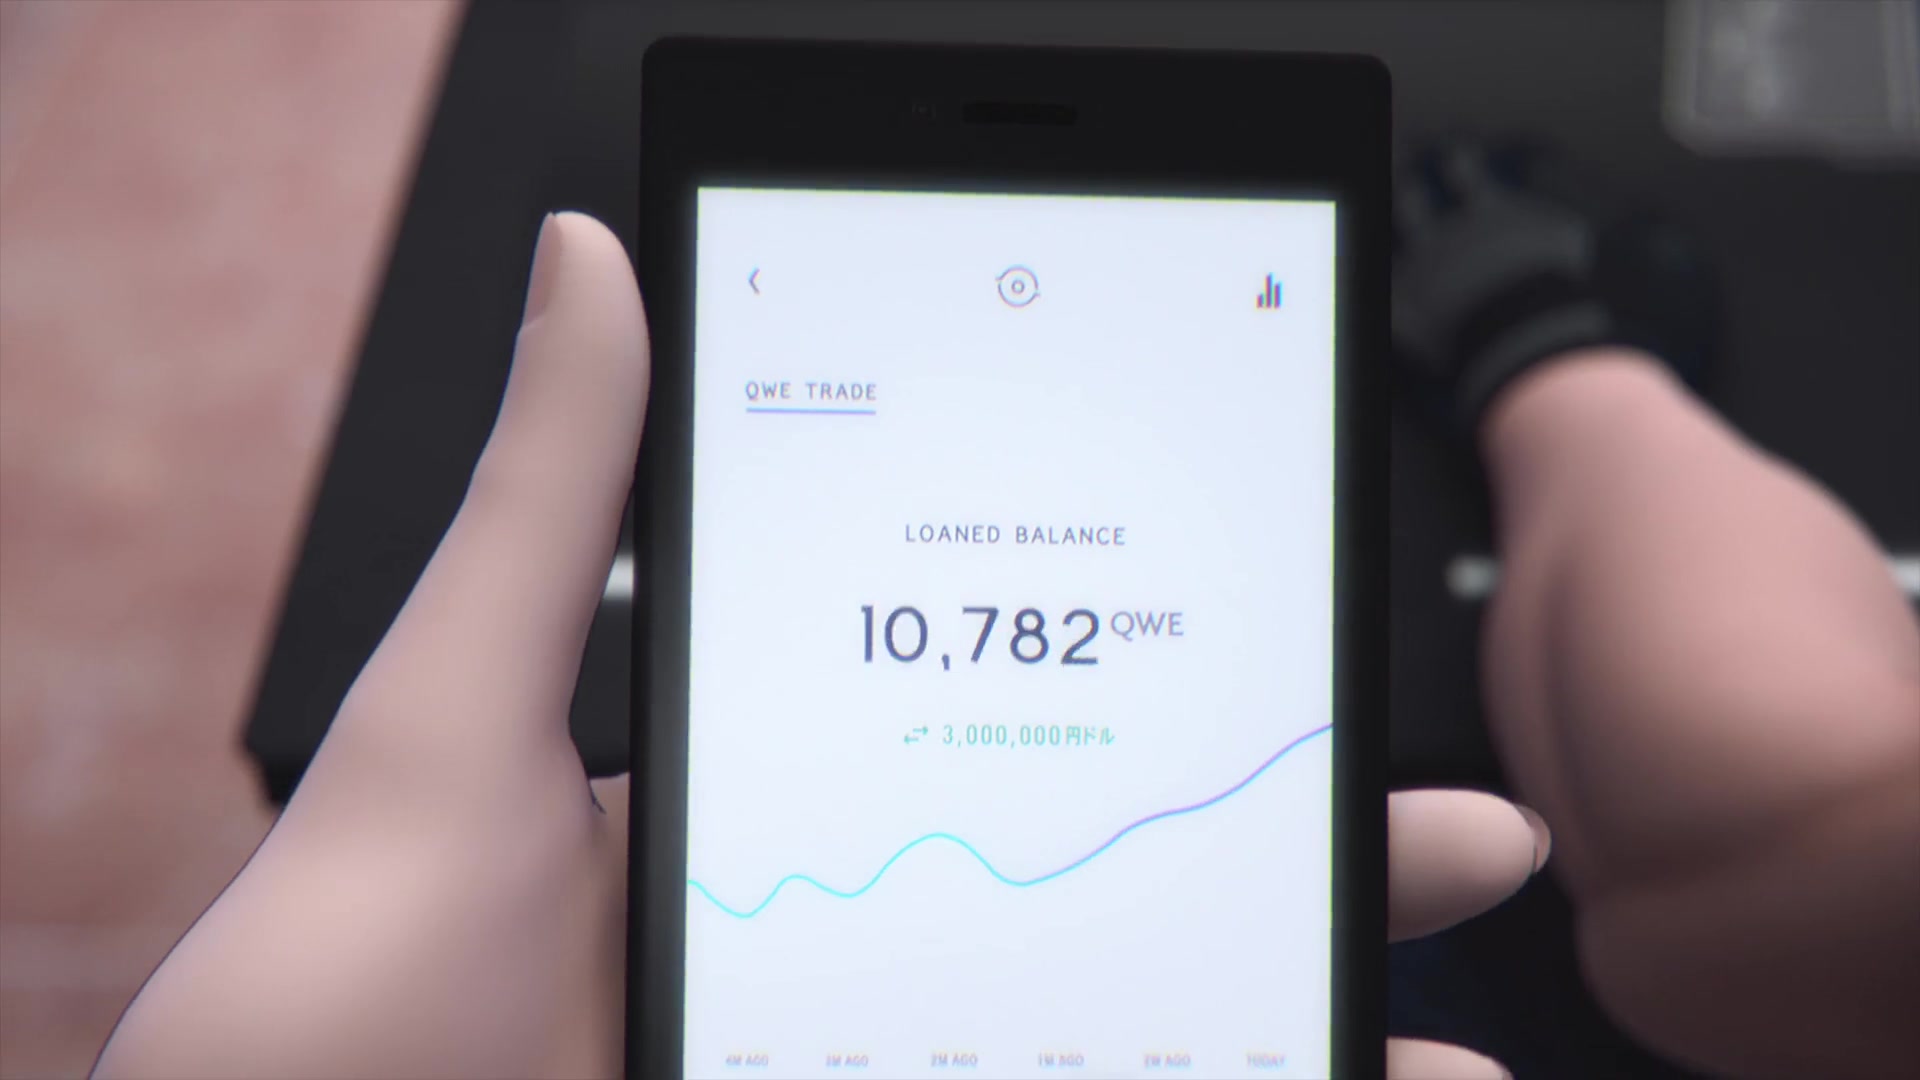 QWE TRADE
LOANED BALANCE
10,782 QWE
3,000,000円ドル
4M AGO 3M AGO 2M AGO 1M AGO 2W AGO TODAY